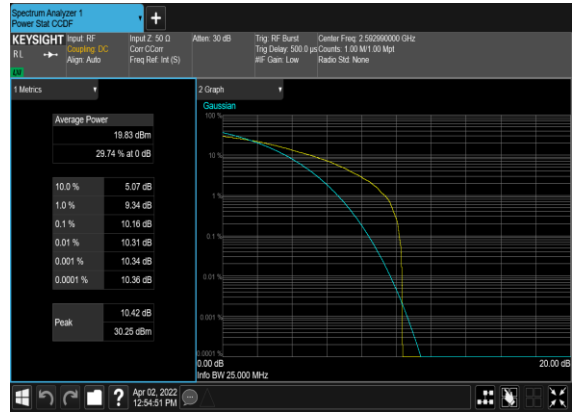 Spectrum Analyzer 1
Power Stat CCDF
KEYSIGHT
RL
Input: RF
Coupling: DC
Align: Auto
Input Z: 50 Ω
Corr CCorr
Freq Ref: Int (S)
Atten: 30 dB
Trig: RF Burst
Trig Delay: 500.0 µs
#IF Gain: Low
Center Freq: 2.592990000 GHz
Counts: 1.00 M/1.00 Mpt
Radio Std: None
1 Metrics
Average Power
19.83 dBm
29.74 % at 0 dB
10.0 % 5.07 dB
1.0 % 9.34 dB
0.1 % 10.16 dB
0.01 % 10.31 dB
0.001 % 10.34 dB
0.0001 % 10.36 dB
Peak 10.42 dB
30.25 dBm
2 Graph
Gaussian
100 %
10 %
1 %
0.1 %
0.01 %
0.001 %
0.0001 %
0.00 dB
20.00 dB
Info BW 25.000 MHz
?
Apr 02, 2022
12:54:51 PM